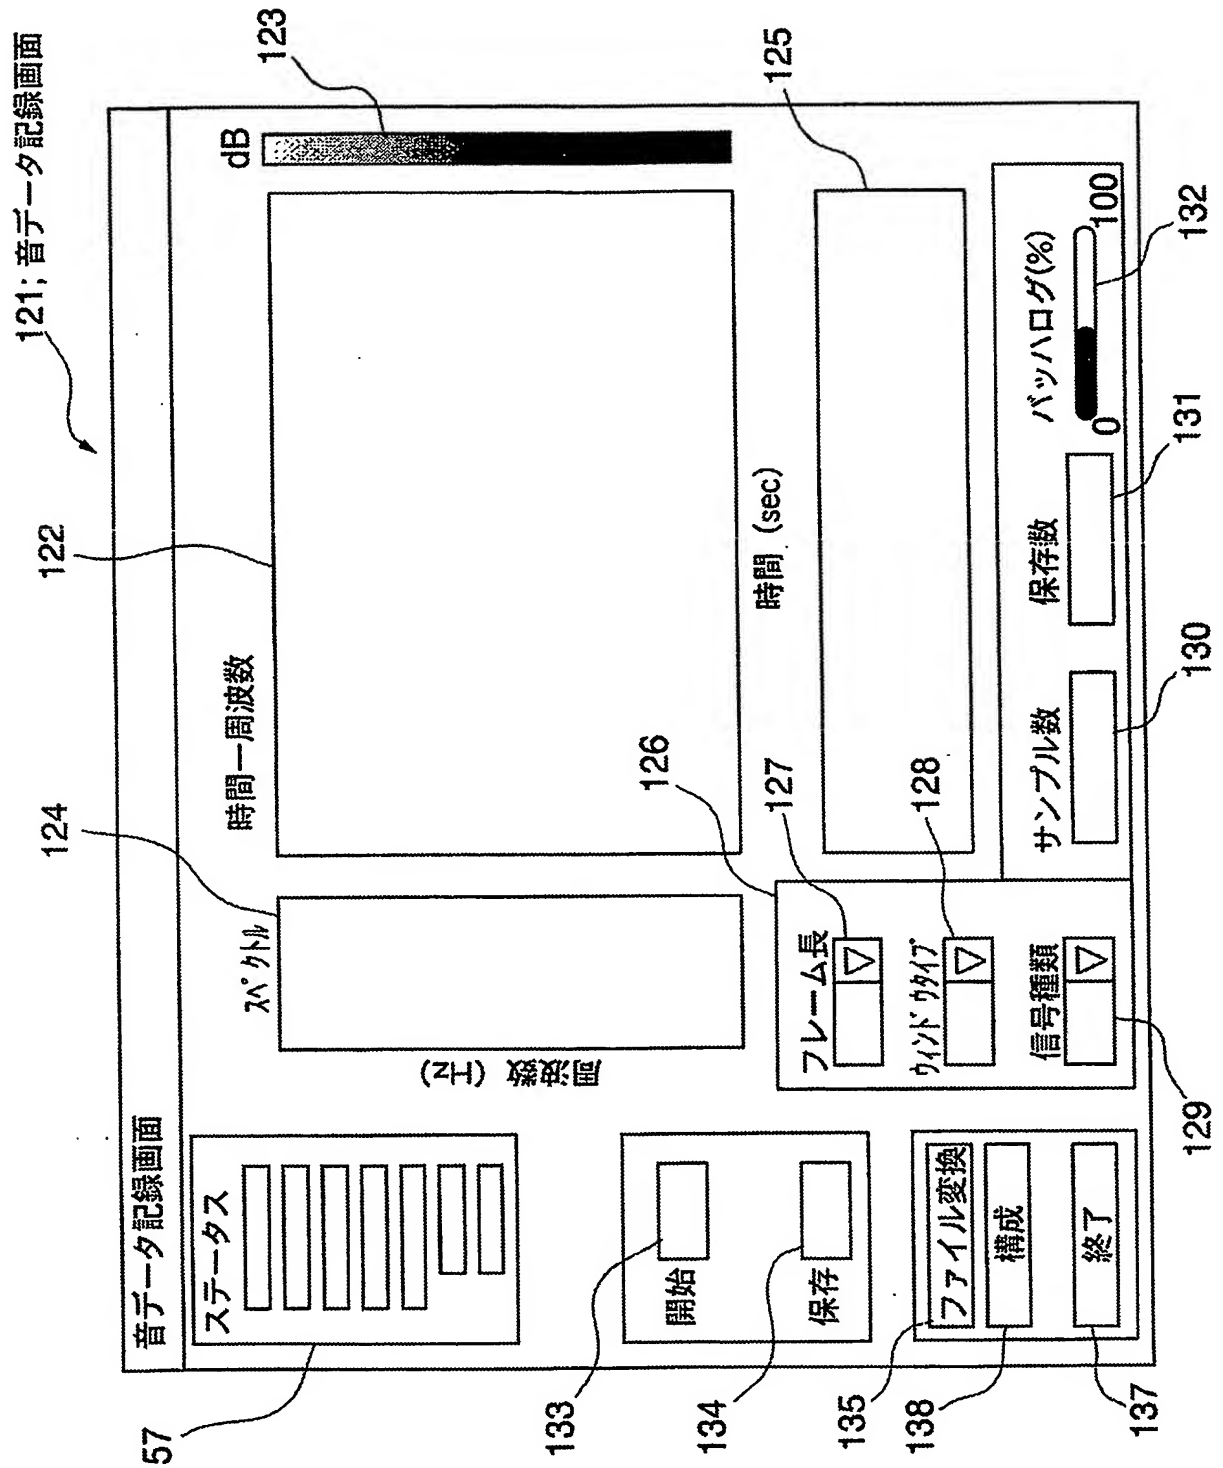 121; 音データ記録画面
122
123
124
音データ記録画面
ステータス
57
スペクトル
時間ー周波数
dB
周波数 (Hz)
時間 (sec)
125
133
開始
134
保存
126
フレーム長
127
ウィンドウタイプ
128
信号種類
129
135
ファイル変換
138
構成
137
終了
サンプル数
130
保存数
131
バッハログ(%)
0
100
132